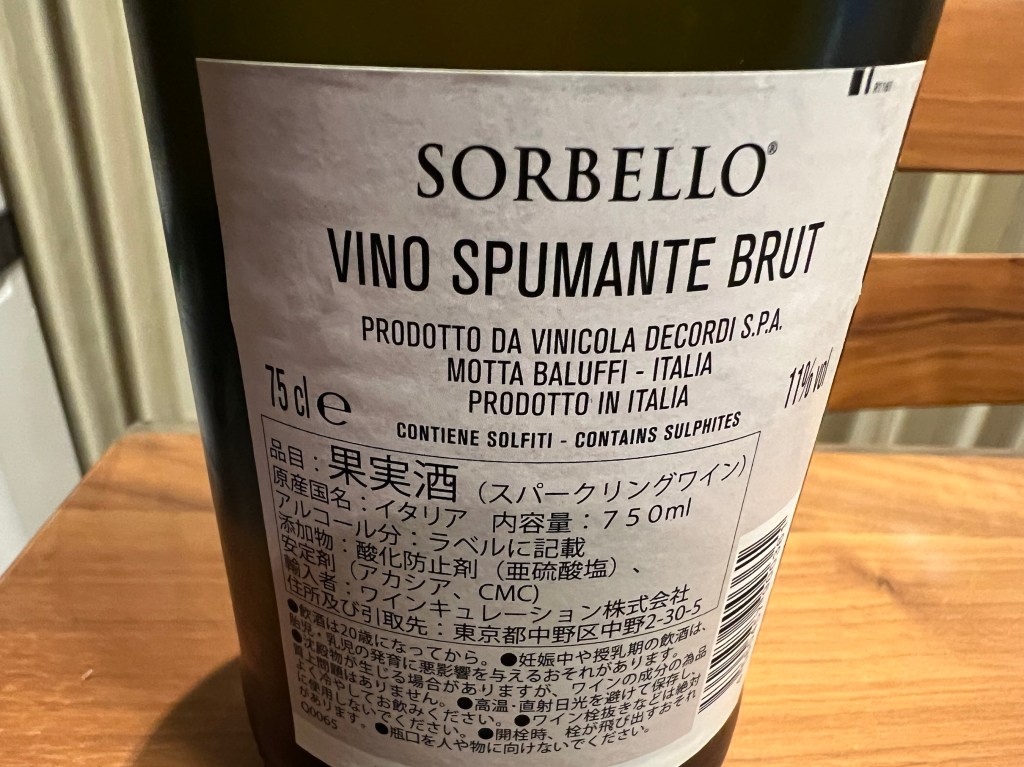 SORBELLO®
VINO SPUMANTE BRUT
PRODOTTO DA VINICOLA DECORDI S.P.A.
MOTTA BALUFFI - ITALIA
PRODOTTO IN ITALIA
75 cl e
11% vol
CONTIENE SOLFITI - CONTAINS SULPHITES
品目：果実酒（スパークリングワイン）
原産国名：イタリア 内容量：７５０ml
アルコール分：ラベルに記載
添加物：酸化防止剤（亜硫酸塩）、
安定剤（アカシア、CMC）
輸入者：ワインキュレーション株式会社
住所及び引取先：東京都中野区中野2-30-5
●飲酒は20歳になってから。●妊娠中や授乳期の飲酒は、
胎児・乳児の発育に悪影響を与えるおそれがあります。
●沈殿物が生じる場合がありますが、ワインの成分の為品
質上問題はありません。●高温・直射日光を避けて保存し、
よく冷やしてお飲みください。●ワイン栓抜きなどは絶対
に使用しないでください。●開栓時、栓が飛び出すおそれ
があります。●瓶口を人や物に向けないでください。
Q0065